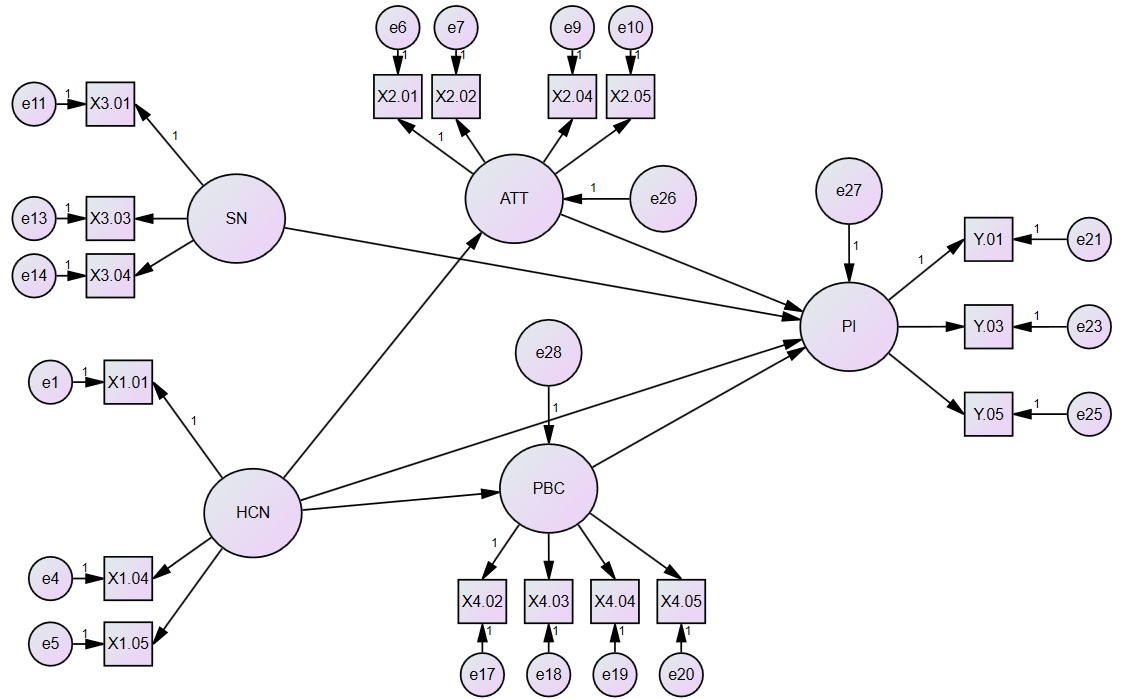 e6 e7 e9 e10
1 1 1 1
X2.01 X2.02 X2.04 X2.05
e11 1 X3.01
1
1
ATT 1 e26
e27
e13 1 X3.03 SN
1
Y.01 1 e21
1
e14 1 X3.04
PI
Y.03 1 e23
e28
1
e1 1 X1.01
1
Y.05 1 e25
PBC
HCN
1
e4 1 X1.04
X4.02 X4.03 X4.04 X4.05
1 1 1 1
e5 1 X1.05
e17 e18 e19 e20